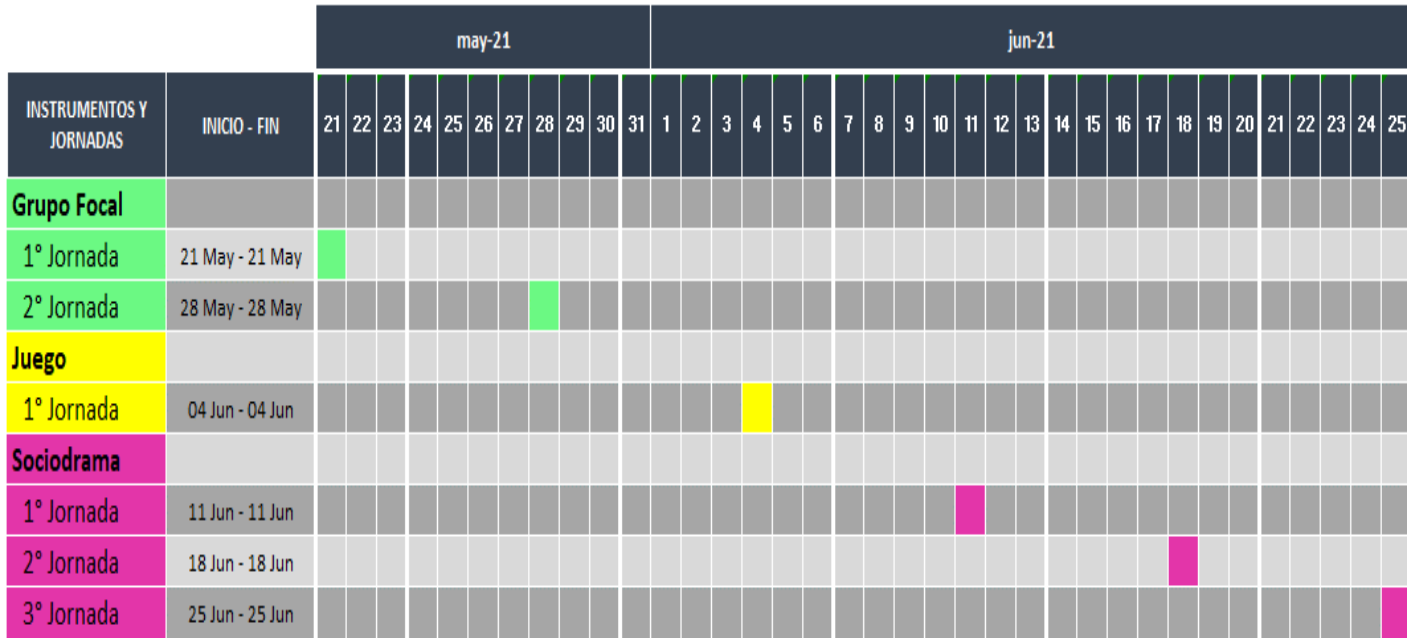 may-21 jun-21
INSTRUMENTOS Y
JORNADAS
INICIO - FIN 21 22 23 24 25 26 27 28 29 30 31 1 2 3 4 5 6 7 8 9 10 11 12 13 14 15 16 17 18 19 20 21 22 23 24 25
Grupo Focal
1° Jornada 21 May - 21 May
2° Jornada 28 May - 28 May
Juego
1° Jornada 04 Jun - 04 Jun
Sociodrama
1° Jornada 11 Jun - 11 Jun
2° Jornada 18 Jun - 18 Jun
3° Jornada 25 Jun - 25 Jun